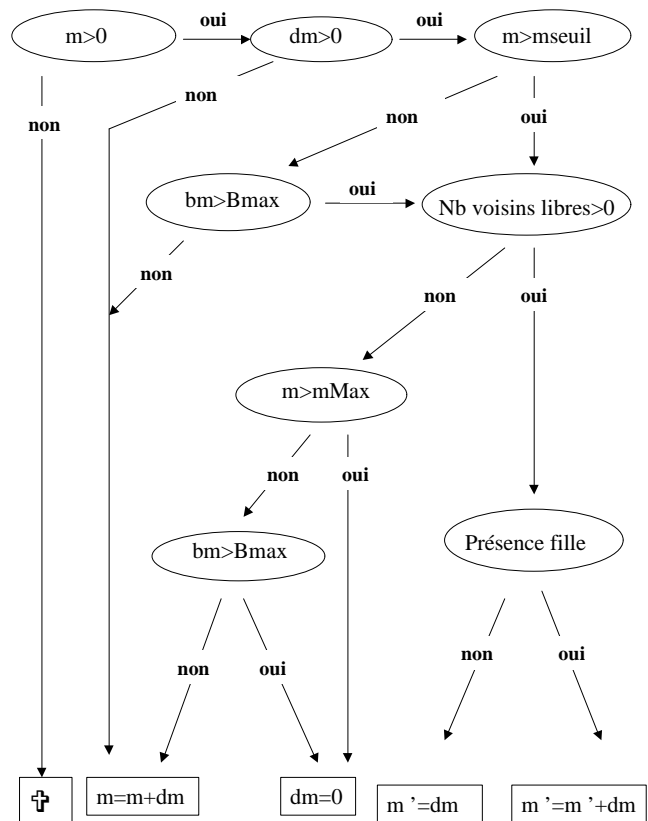 m>0
oui
dm>0
oui
m>mseuil
non
non
non
oui
bm>Bmax
oui
Nb voisins libres>0
non
non
oui
m>mMax
non
oui
bm>Bmax
Présence fille
non
oui
non
oui
✞
m=m+dm
dm=0
m '=dm
m '=m '+dm